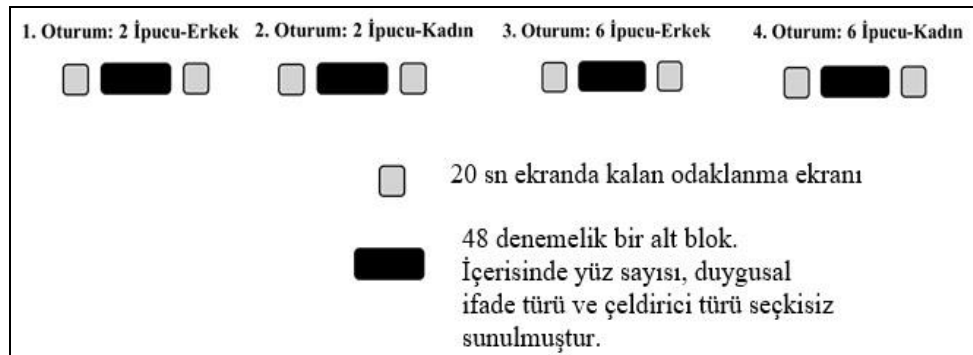 1. Oturum: 2 İpucu-Erkek 2. Oturum: 2 İpucu-Kadın 3. Oturum: 6 İpucu-Erkek 4. Oturum: 6 İpucu-Kadın
20 sn ekranda kalan odaklanma ekranı
48 denemelik bir alt blok.
İçerisinde yüz sayısı, duygusal
ifade türü ve çeldirici türü seçkisiz
sunulmuştur.